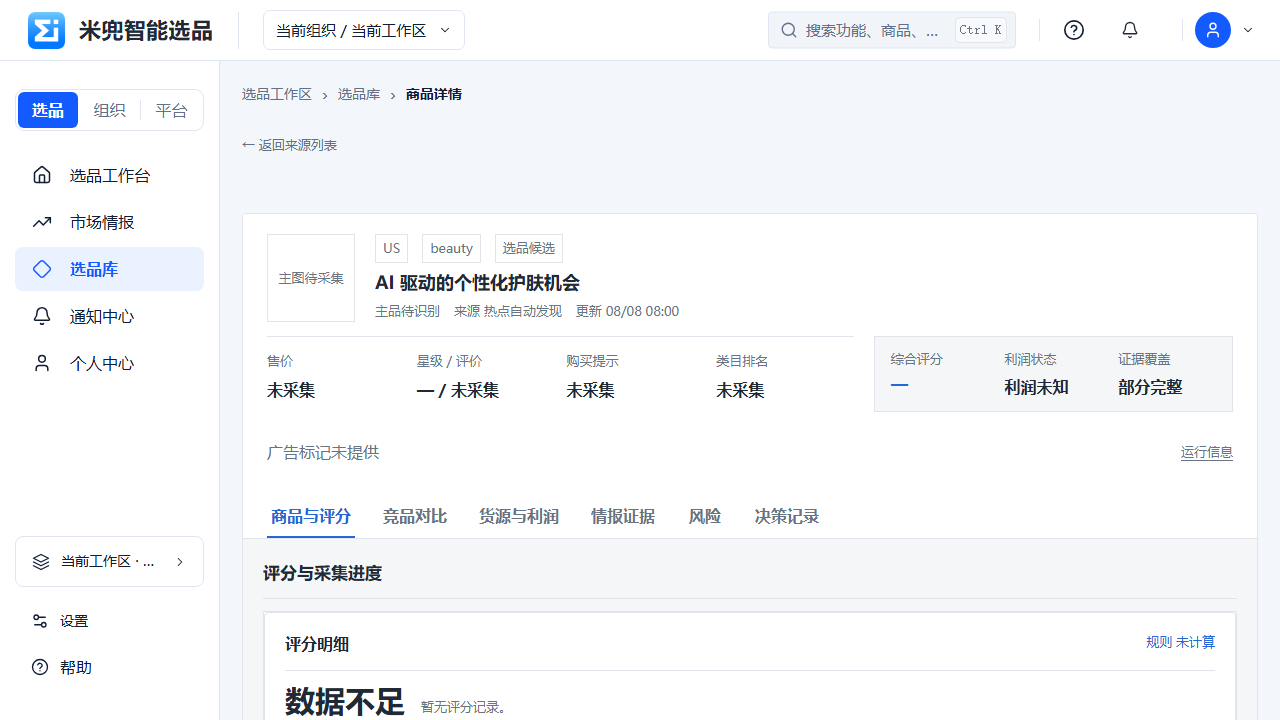 米兜智能选品
当前组织 / 当前工作区
搜索功能、商品、...
Ctrl K
选品
组织
平台
选品工作台
市场情报
选品库
通知中心
个人中心
当前工作区 · ...
设置
帮助
选品工作区 › 选品库 › 商品详情
← 返回来源列表
主图待采集
US
beauty
选品候选
AI 驱动的个性化护肤机会
主品待识别 来源 热点自动发现 更新 08/08 08:00
售价
未采集
星级 / 评价
— / 未采集
购买提示
未采集
类目排名
未采集
综合评分
—
利润状态
利润未知
证据覆盖
部分完整
广告标记未提供
运行信息
商品与评分
竞品对比
货源与利润
情报证据
风险
决策记录
评分与采集进度
评分明细
规则 未计算
数据不足
暂无评分记录。